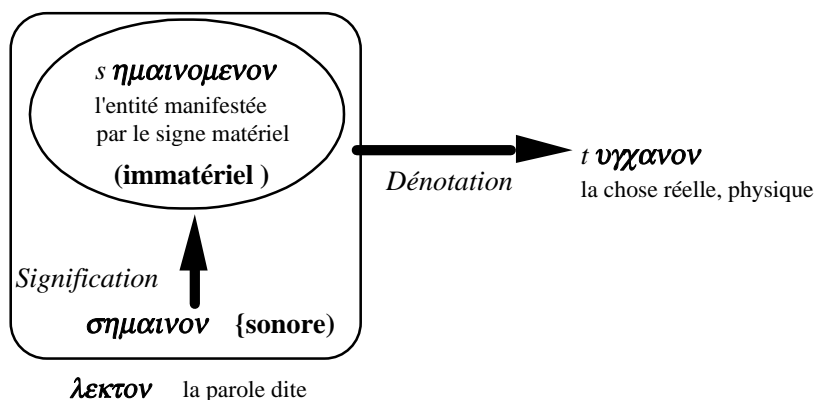 s ημαινομενον
l'entité manifestée
par le signe matériel
(immatériel )
Dénotation
t υγχανον
la chose réelle, physique
Signification
σημαινον {sonore)
λεκτον la parole dite